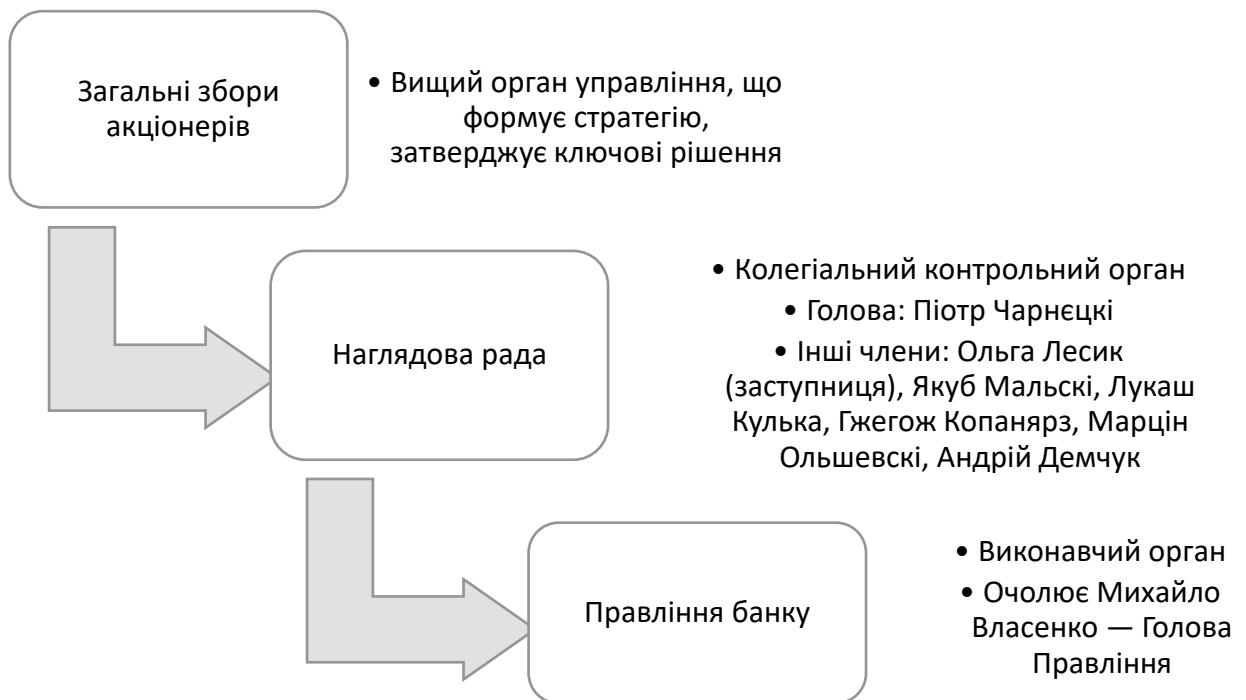 Загальні збори
акціонерів
• Вищий орган управління, що
формує стратегію,
затверджує ключові рішення
Наглядова рада
• Колегіальний контрольний орган
• Голова: Піотр Чарнєцкі
• Інші члени: Ольга Лесик
(заступниця), Якуб Мальскі, Лукаш
Кулька, Гжегож Копанярз, Марцін
Ольшевскі, Андрій Демчук
Правління банку
• Виконавчий орган
• Очолює Михайло
Власенко — Голова
Правління